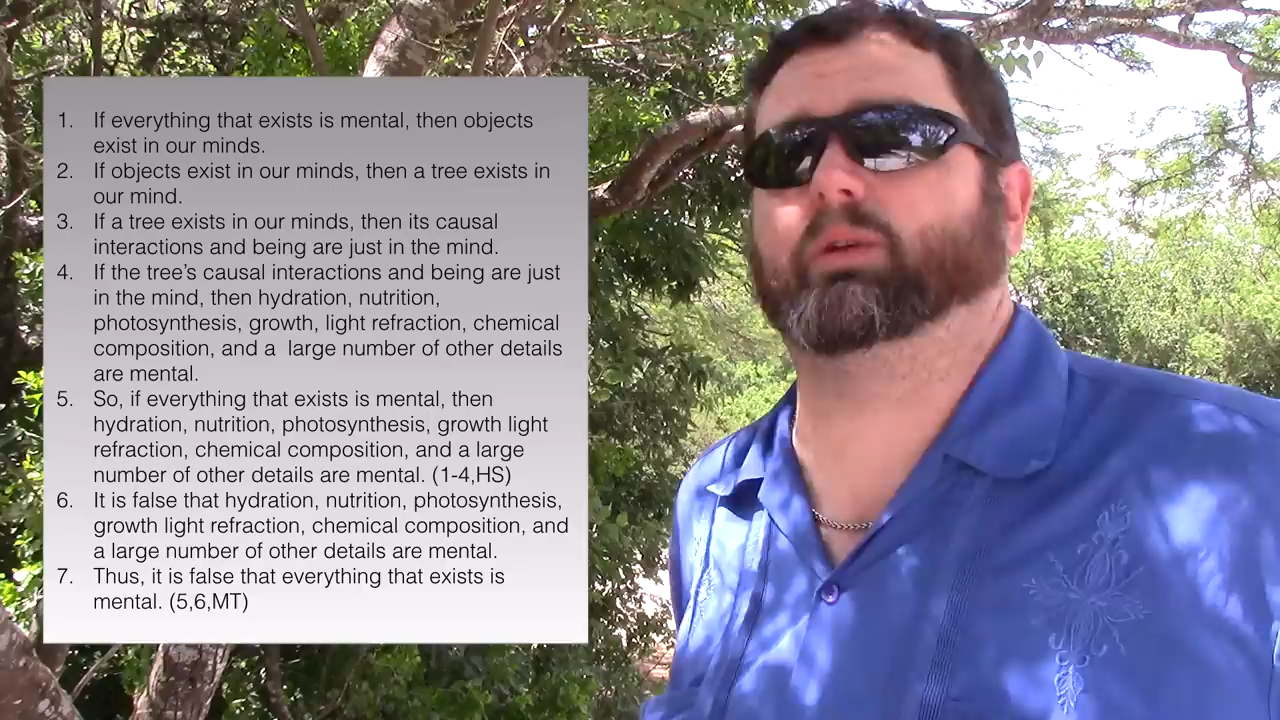 1. If everything that exists is mental, then objects
exist in our minds.
2. If objects exist in our minds, then a tree exists in
our mind.
3. If a tree exists in our minds, then its causal
interactions and being are just in the mind.
4. If the tree's causal interactions and being are just
in the mind, then hydration, nutrition,
photosynthesis, growth, light refraction, chemical
composition, and a  large number of other details
are mental.
5. So, if everything that exists is mental, then
hydration, nutrition, photosynthesis, growth light
refraction, chemical composition, and a large
number of other details are mental. (1-4,HS)
6. It is false that hydration, nutrition, photosynthesis,
growth light refraction, chemical composition, and
a large number of other details are mental.
7. Thus, it is false that everything that exists is
mental. (5,6,MT)